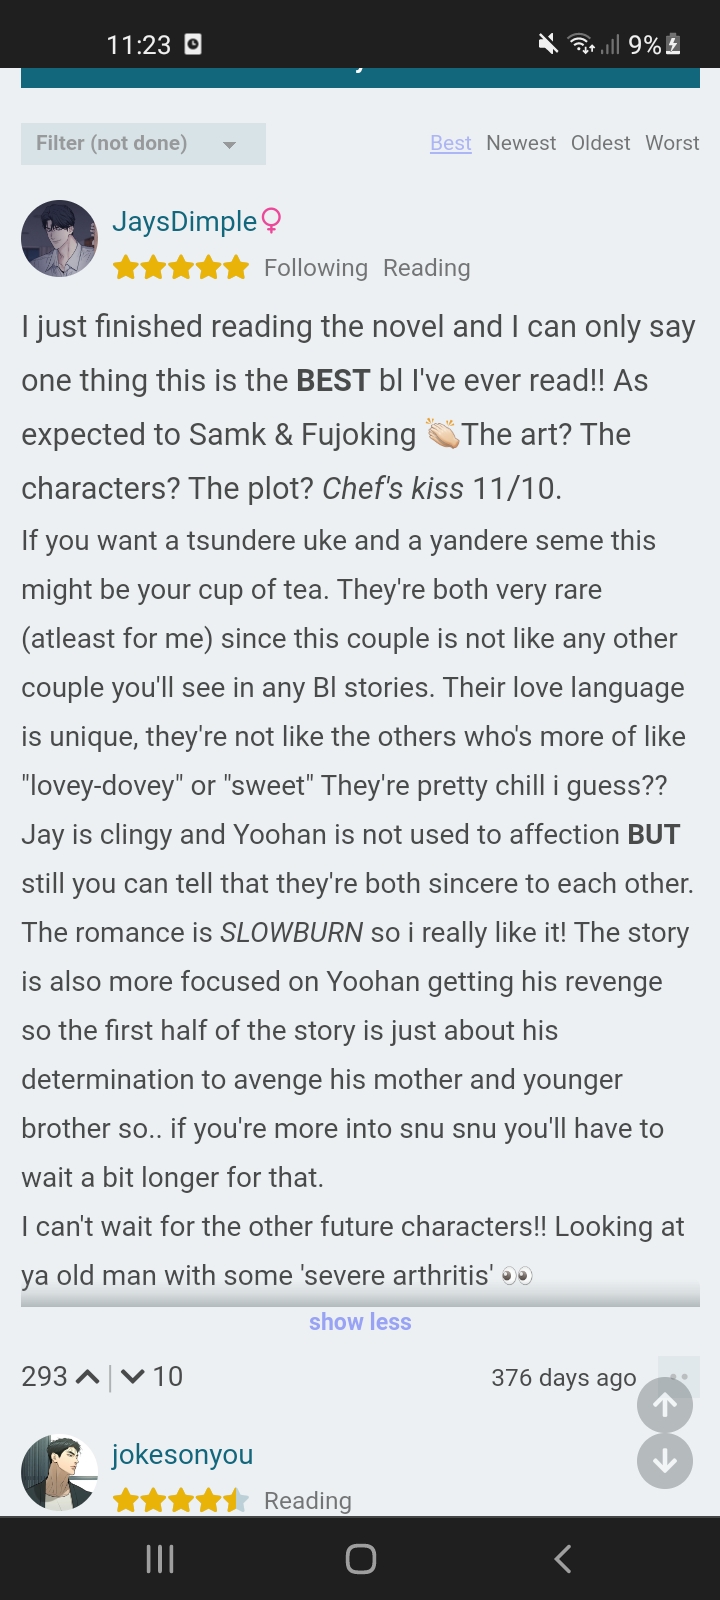 11:23
9%
Filter (not done)
Best Newest Oldest Worst
JaysDimple♀
Following Reading
I just finished reading the novel and I can only say
one thing this is the BEST bl I've ever read!! As
expected to Samk & Fujoking 👏🏻The art? The
characters? The plot? Chef's kiss 11/10.
If you want a tsundere uke and a yandere seme this
might be your cup of tea. They're both very rare
(atleast for me) since this couple is not like any other
couple you'll see in any Bl stories. Their love language
is unique, they're not like the others who's more of like
"lovey-dovey" or "sweet" They're pretty chill i guess??
Jay is clingy and Yoohan is not used to affection BUT
still you can tell that they're both sincere to each other.
The romance is SLOWBURN so i really like it! The story
is also more focused on Yoohan getting his revenge
so the first half of the story is just about his
determination to avenge his mother and younger
brother so.. if you're more into snu snu you'll have to
wait a bit longer for that.
I can't wait for the other future characters!! Looking at
ya old man with some 'severe arthritis' 👀
show less
293 | 10
376 days ago
jokesonyou
Reading